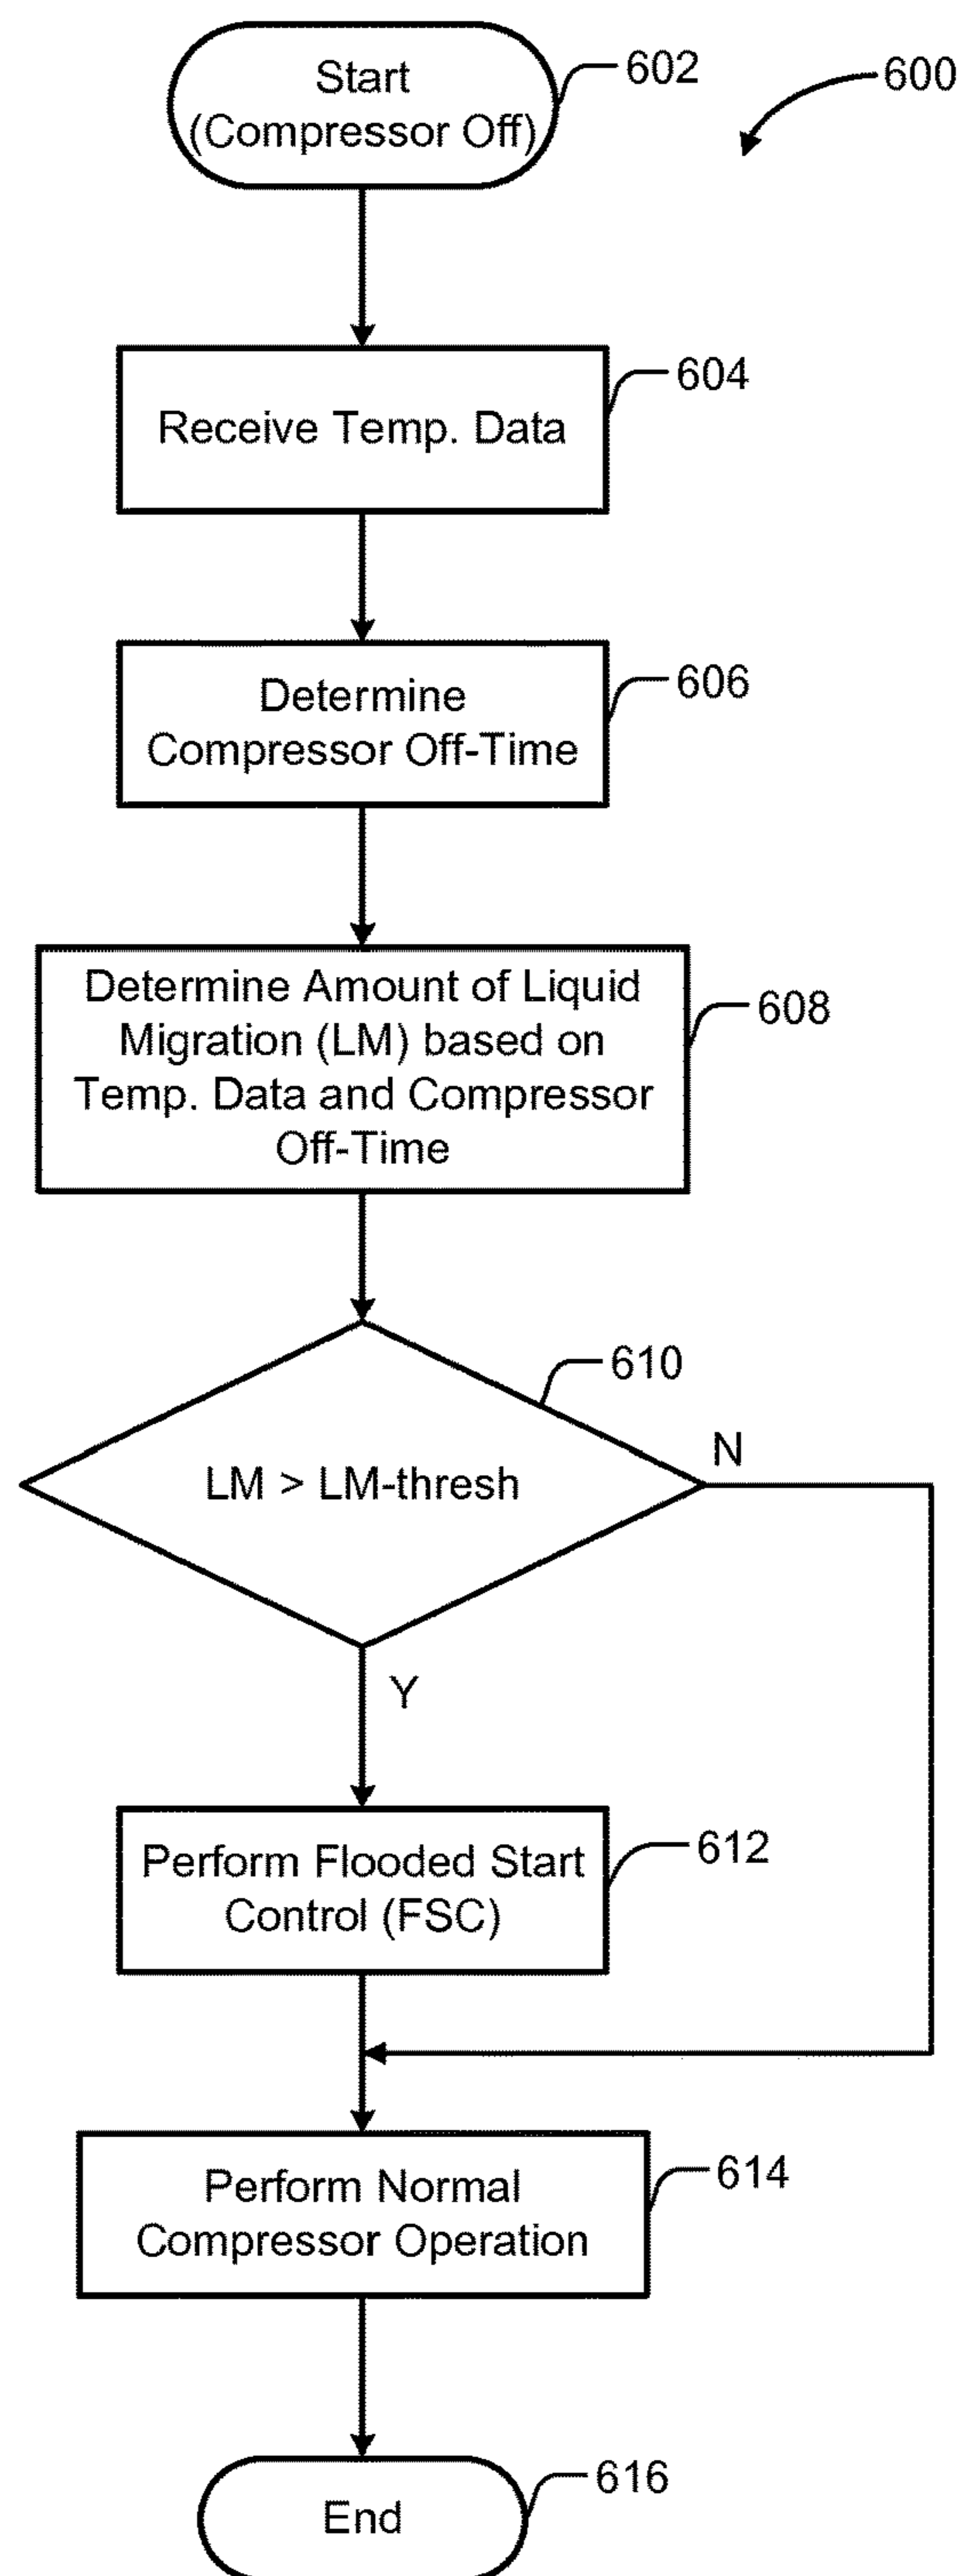 Start
(Compressor Off)
602
600
Receive Temp. Data
604
Determine
Compressor Off-Time
606
Determine Amount of Liquid
Migration (LM) based on
Temp. Data and Compressor
Off-Time
608
LM > LM-thresh
610
N
Y
Perform Flooded Start
Control (FSC)
612
Perform Normal
Compressor Operation
614
End
616